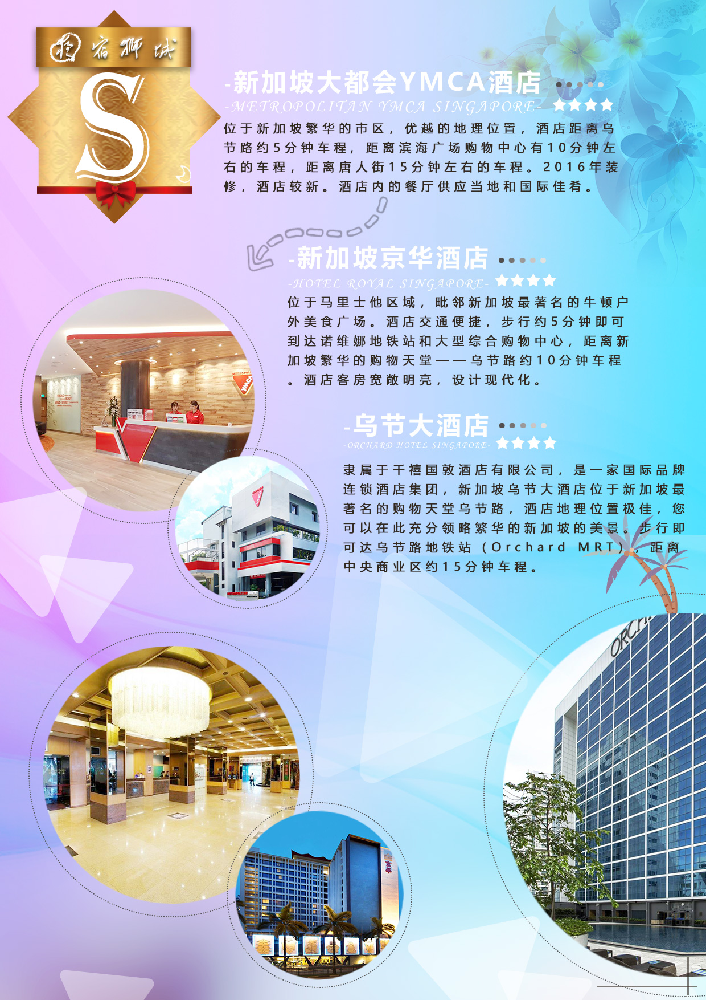 宿狮城
S
-新加坡大都会YMCA酒店
-METROPOLITAN YMCA SINGAPORE-
位于新加坡繁华的市区，优越的地理位置，酒店距离乌
节路约5分钟车程，距离滨海广场购物中心有10分钟左
右的车程，距离唐人街15分钟左右的车程。2016年装
修，酒店较新。酒店内的餐厅供应当地和国际佳肴。
-新加坡京华酒店
-HOTEL ROYAL SINGAPORE-
位于马里士他区域，毗邻新加坡最著名的牛顿户
外美食广场。酒店交通便捷，步行约5分钟即可
到达诺维娜地铁站和大型综合购物中心，距离新
加坡繁华的购物天堂——乌节路约10分钟车程
。酒店客房宽敞明亮，设计现代化。
-乌节大酒店
-ORCHARD HOTEL SINGAPORE-
隶属于千禧国敦酒店有限公司，是一家国际品牌
连锁酒店集团，新加坡乌节大酒店位于新加坡最
著名的购物天堂乌节路，酒店地理位置极佳，您
可以在此充分领略繁华的新加坡的美景。步行即
可达乌节路地铁站（Orchard MRT），距离
中央商业区约15分钟车程。
YMCA
YOUNG
BODY
MIND·SPIRIT
YMCA
METROPOLITAN
京华
ORCH